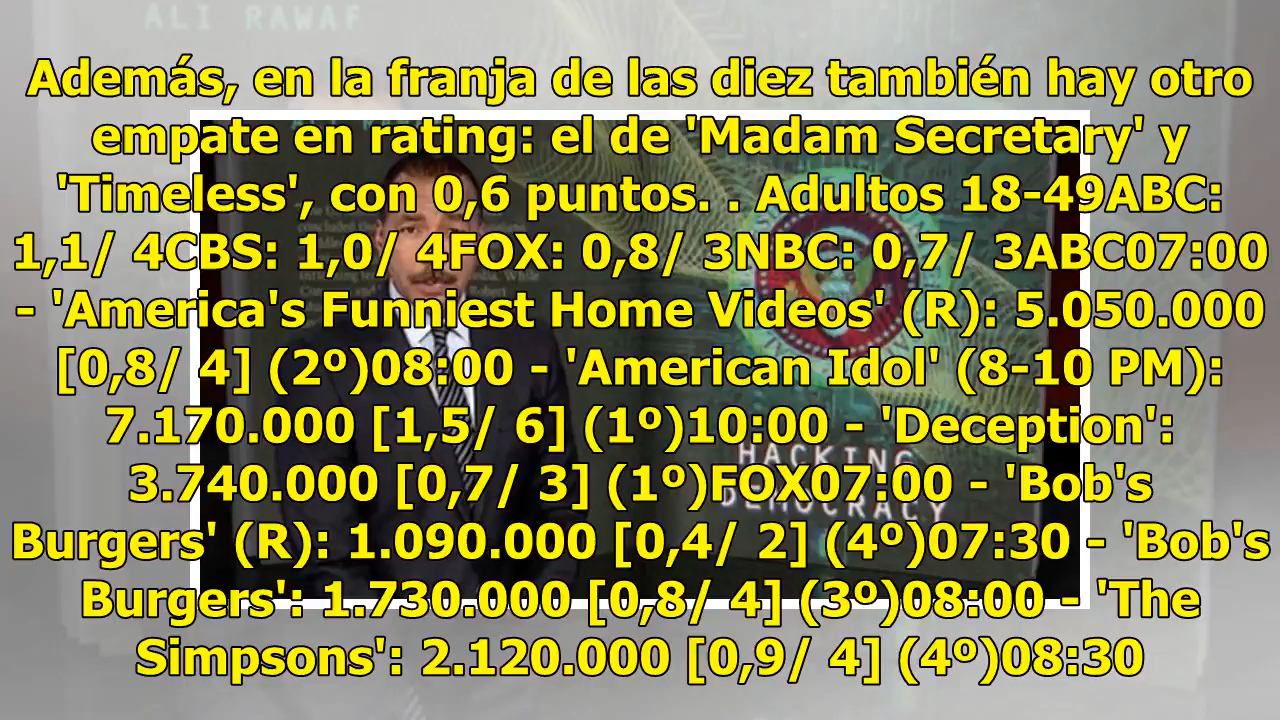 ALI RAWAF
Además, en la franja de las diez también hay otro
empate en rating: el de 'Madam Secretary' y
'Timeless', con 0,6 puntos. . Adultos 18-49ABC:
1,1/ 4CBS: 1,0/ 4FOX: 0,8/ 3NBC: 0,7/ 3ABC07:00
- 'America's Funniest Home Videos' (R): 5.050.000
[0,8/ 4] (2º)08:00 - 'American Idol' (8-10 PM):
7.170.000 [1,5/ 6] (1º)10:00 - 'Deception':
3.740.000 [0,7/ 3] (1º)FOX07:00 - 'Bob's
Burgers' (R): 1.090.000 [0,4/ 2] (4º)07:30 - 'Bob's
Burgers': 1.730.000 [0,8/ 4] (3º)08:00 - 'The
Simpsons': 2.120.000 [0,9/ 4] (4º)08:30
HACKING
DEMOCRACY